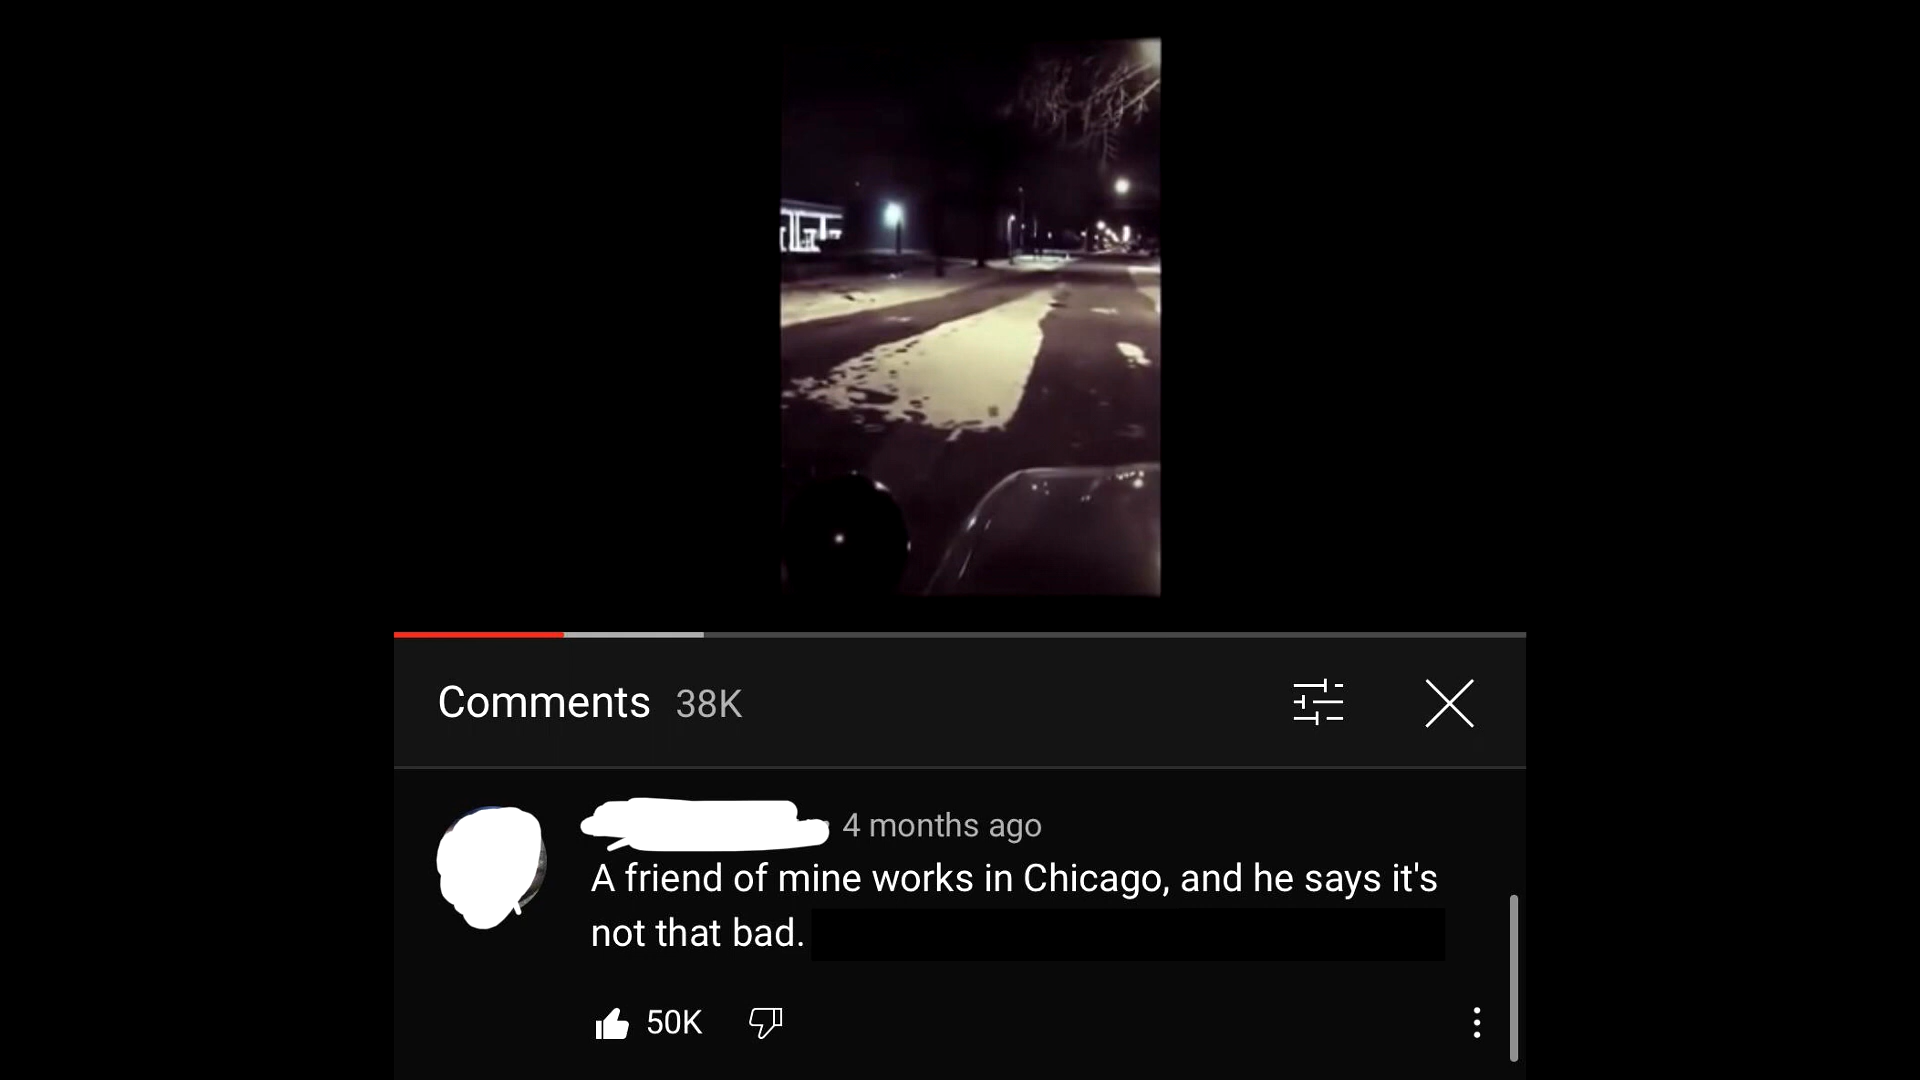 Comments 38K
4 months ago
A friend of mine works in Chicago, and he says it's
not that bad.
50K